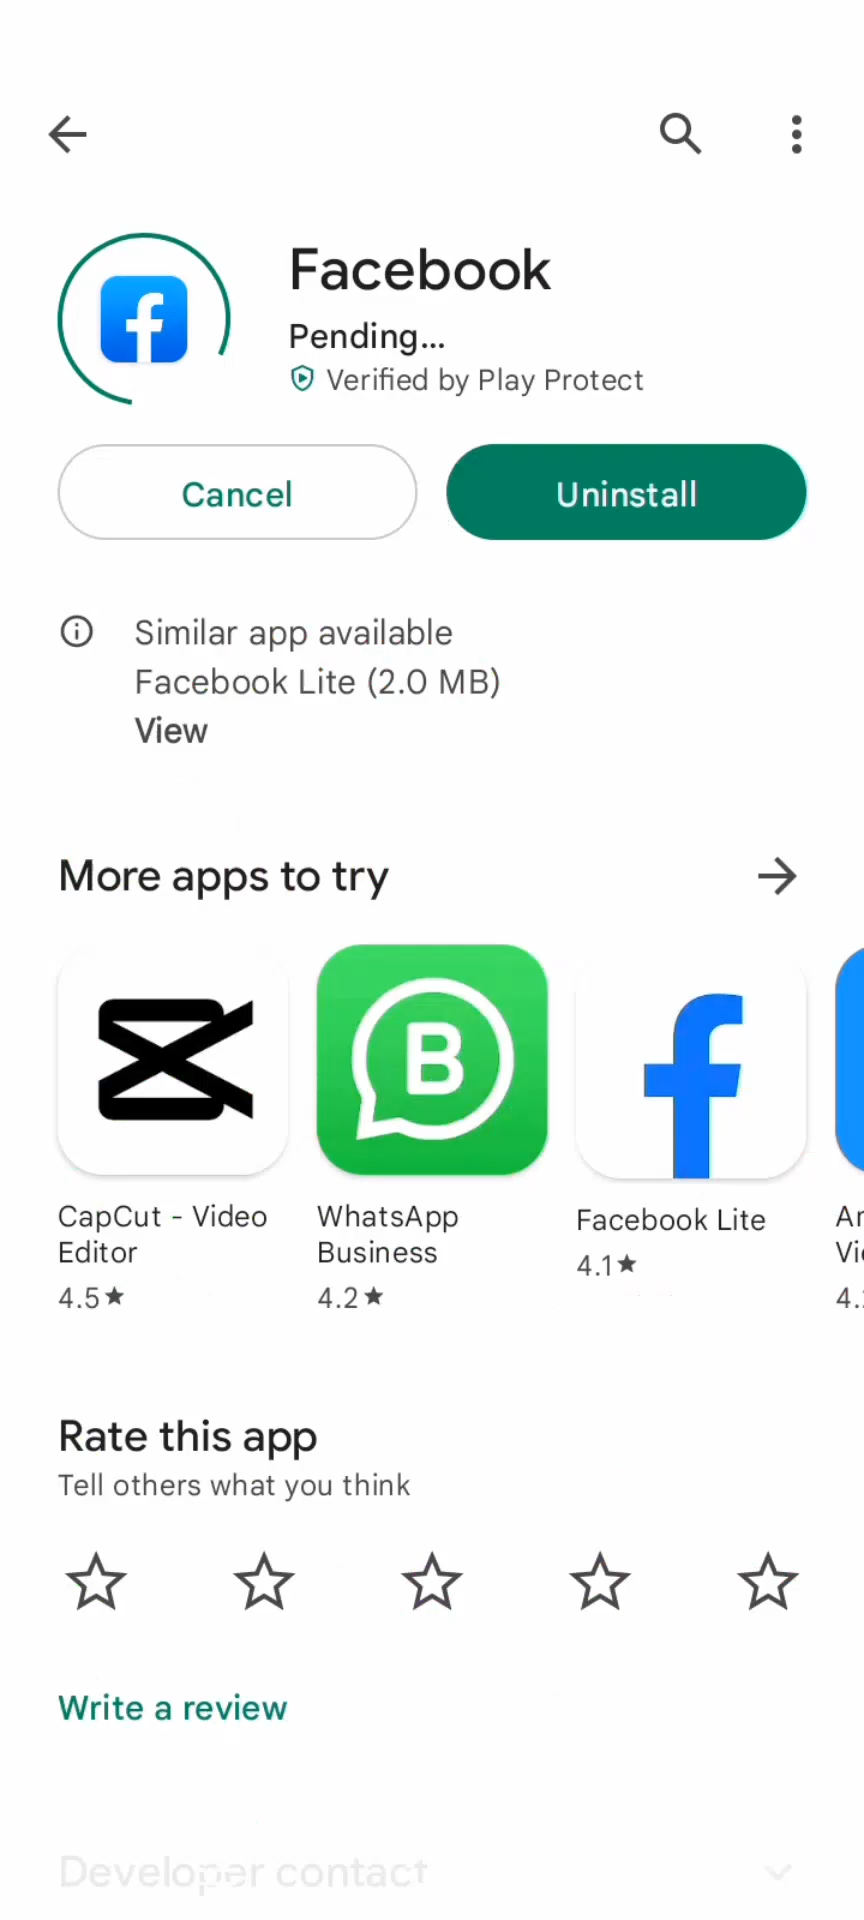 Facebook
Pending...
Verified by Play Protect
Cancel
Uninstall
Similar app available
Facebook Lite (2.0 MB)
View
More apps to try
B
CapCut - Video
Editor
4.5★
WhatsApp
Business
4.2★
Facebook Lite
4.1★
4.
Rate this app
Tell others what you think
Write a review
Developer contact